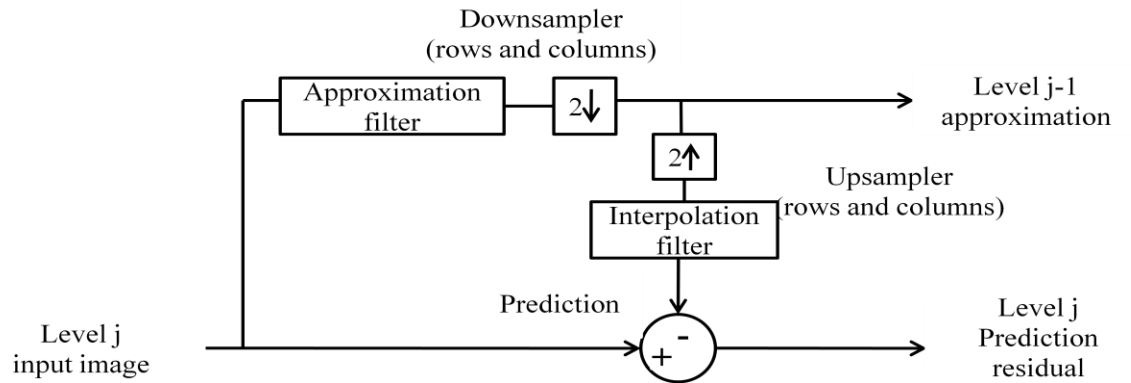 Downsampler
(rows and columns)
Approximation
filter
2↓
Level j-1
approximation
2↑
Upsampler
(rows and columns)
Interpolation
filter
Prediction
Level j
input image
+
-
Level j
Prediction
residual